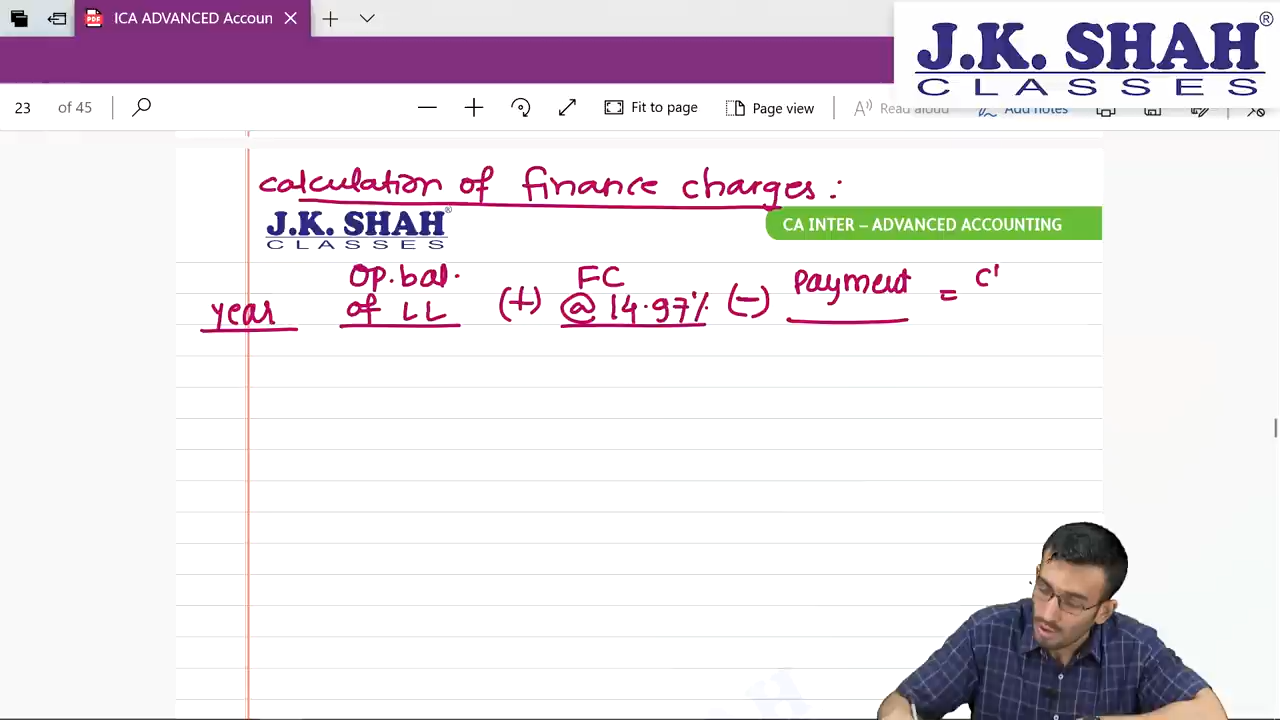 ICA ADVANCED Accoun
J.K. SHAH®
CLASSES
23 of 45
Fit to page
Page view
Read aloud
Add notes
calculation of finance charges :
J.K. SHAH®
CLASSES
CA INTER – ADVANCED ACCOUNTING
year
Op. bal.
of LL
(+)
FC
@ 14.97%
(–)
Payment
=